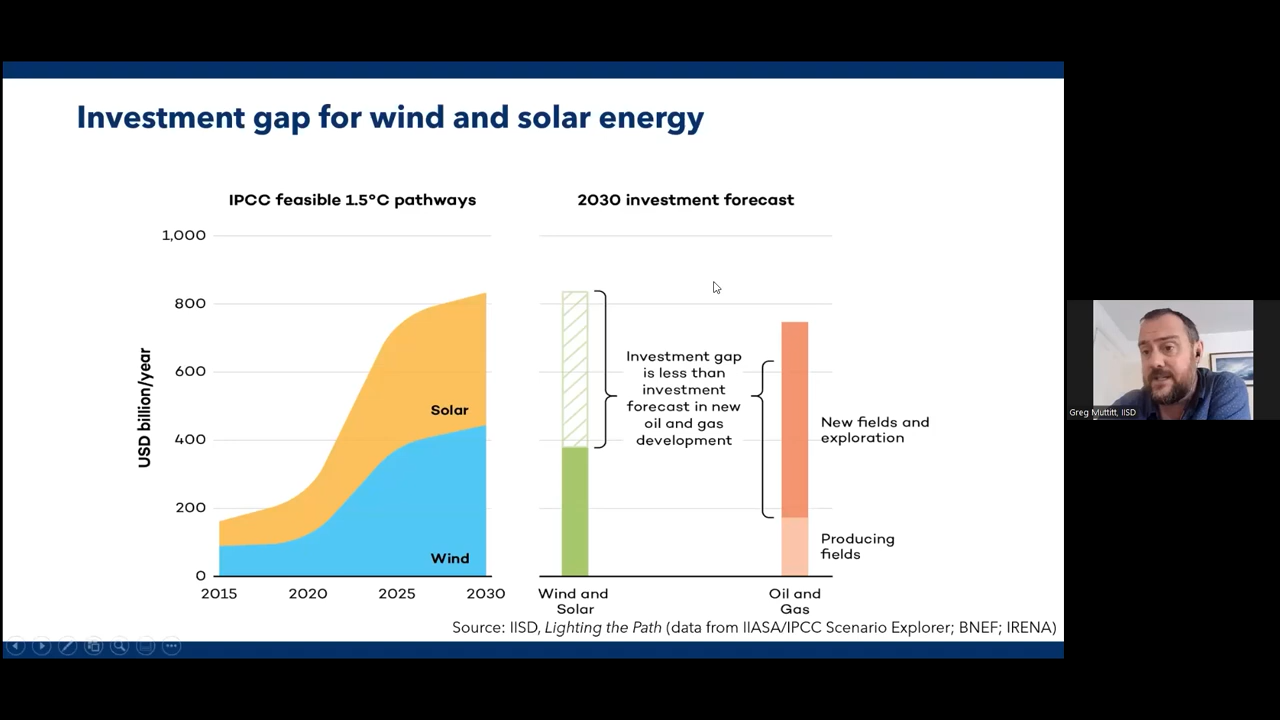 Investment gap for wind and solar energy
IPCC feasible 1.5°C pathways
USD billion/year
1,000
800
600
400
200
0
Solar
Wind
2015 2020 2025 2030
2030 investment forecast
Investment gap
is less than
investment
forecast in new
oil and gas
development
New fields and
exploration
Producing
fields
Wind and
Solar
Oil and
Gas
Source: IISD, Lighting the Path (data from IIASA/IPCC Scenario Explorer; BNEF; IRENA)
Greg Muttitt, IISD